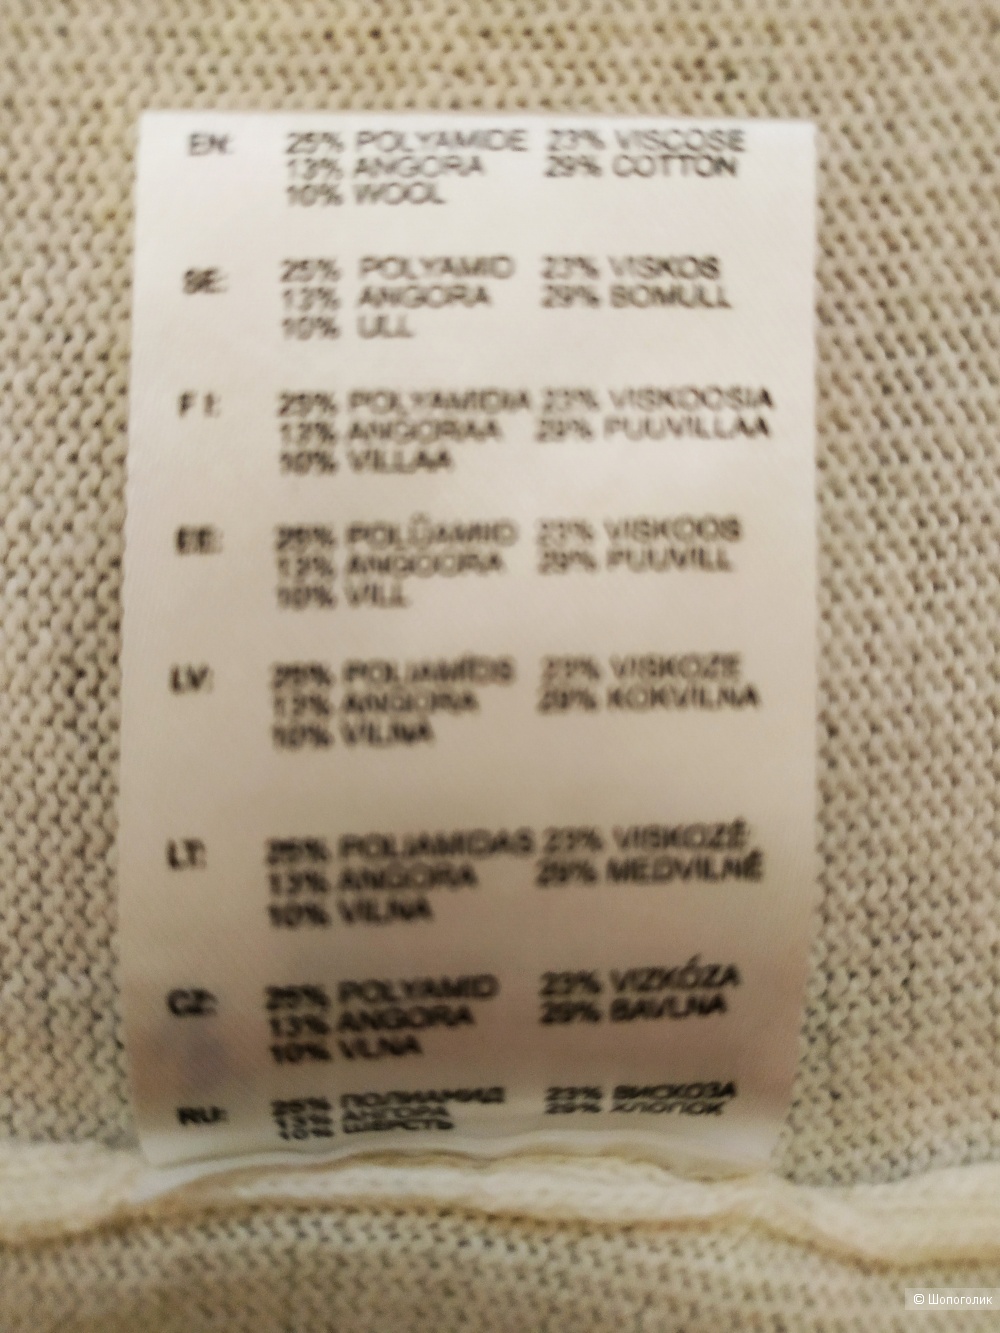 EN: 25% POLYAMIDE 23% VISCOSE
13% ANGORA 29% COTTON
10% WOOL
SE: 25% POLYAMID 23% VISKOS
13% ANGORA 29% BOMULL
10% ULL
FI: 25% POLYAMIDIA 23% VISKOOSIA
13% ANGORAA 29% PUUVILLAA
10% VILLAA
EE: 25% POLÜAMID 23% VISKOOS
13% ANGOORA 29% PUUVILL
10% VILL
LV: 25% POLIAMĪDS 23% VISKOZE
13% ANGORA 29% KOKVILNA
10% VILNA
LT: 25% POLIAMIDAS 23% VIISKOZĖ
13% ANGORA 29% MEDVILNĖ
10% VILNA
CZ: 25% POLYAMID 23% VIZKÓZA
13% ANGORA 29% BAVLNA
10% VLNA
RU: 25% ПОЛИАМИД 23% ВИСКОЗА
13% АНГОРА 29% ХЛОПОК
10% ШЕРСТЬ
© Шопоголик